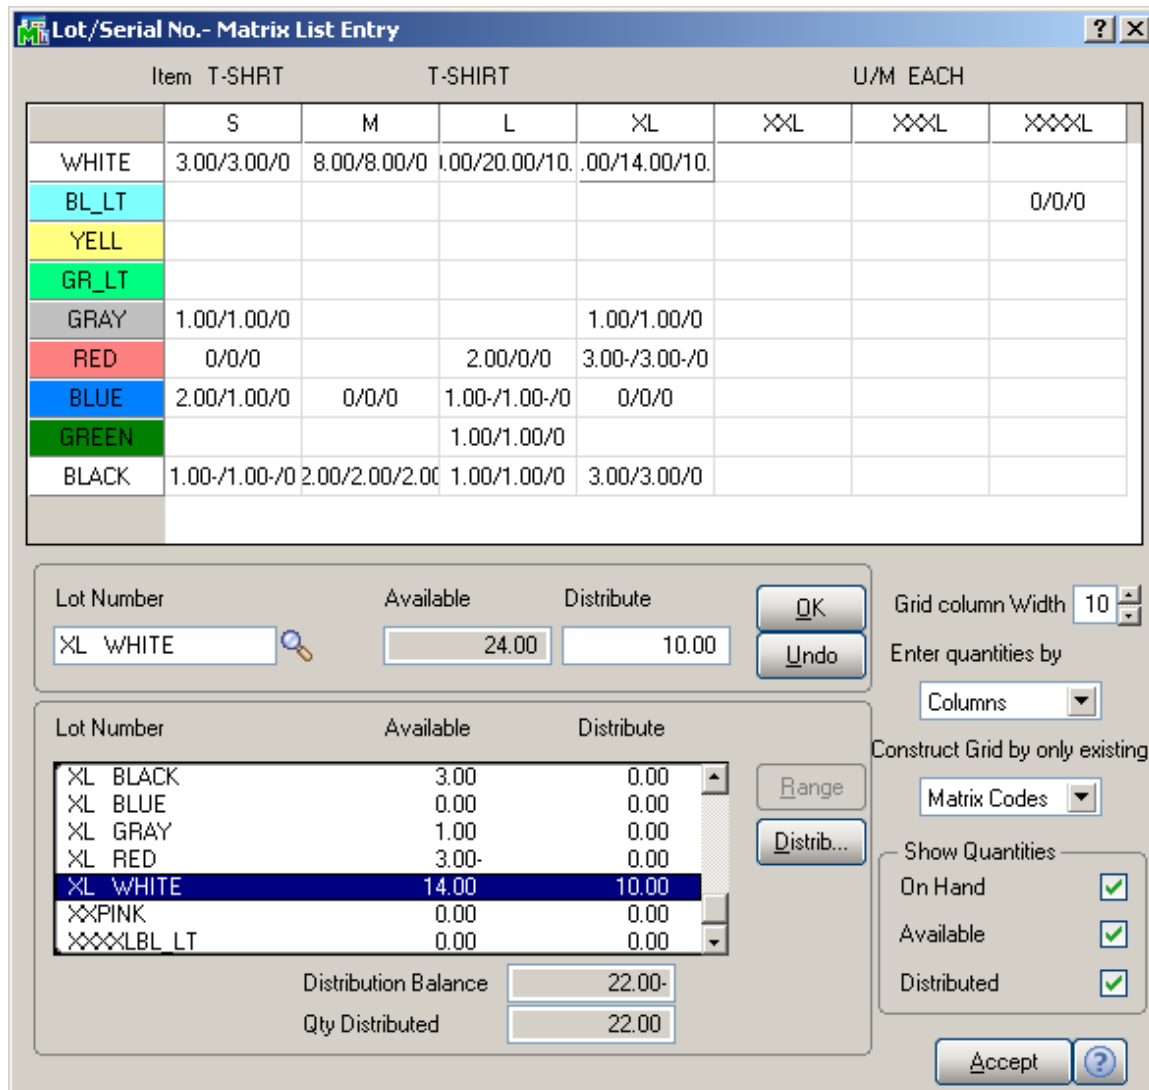 Lot/Serial No.- Matrix List Entry
Item T-SHRT T-SHIRT U/M EACH
S M L XL XXL XXXL XXXXL
WHITE 3.00/3.00/0 8.00/8.00/0 .00/20.00/10. .00/14.00/10.
BL_LT 0/0/0
YELL
GR_LT
GRAY 1.00/1.00/0 1.00/1.00/0
RED 0/0/0 2.00/0/0 3.00-/3.00-/0
BLUE 2.00/1.00/0 0/0/0 1.00-/1.00-/0 0/0/0
GREEN 1.00/1.00/0
BLACK 1.00-/1.00-/0 2.00/2.00/2.00 1.00/1.00/0 3.00/3.00/0
Lot Number Available Distribute
XL WHITE 24.00 10.00
OK
Undo
Grid column Width 10
Enter quantities by
Columns
Construct Grid by only existing
Matrix Codes
Lot Number Available Distribute
XL BLACK 3.00 0.00
XL BLUE 0.00 0.00
XL GRAY 1.00 0.00
XL RED 3.00- 0.00
XL WHITE 14.00 10.00
XXPINK 0.00 0.00
XXXXLBL_LT 0.00 0.00
Range
Distrib...
Distribution Balance 22.00-
Qty Distributed 22.00
Show Quantities
On Hand
Available
Distributed
Accept